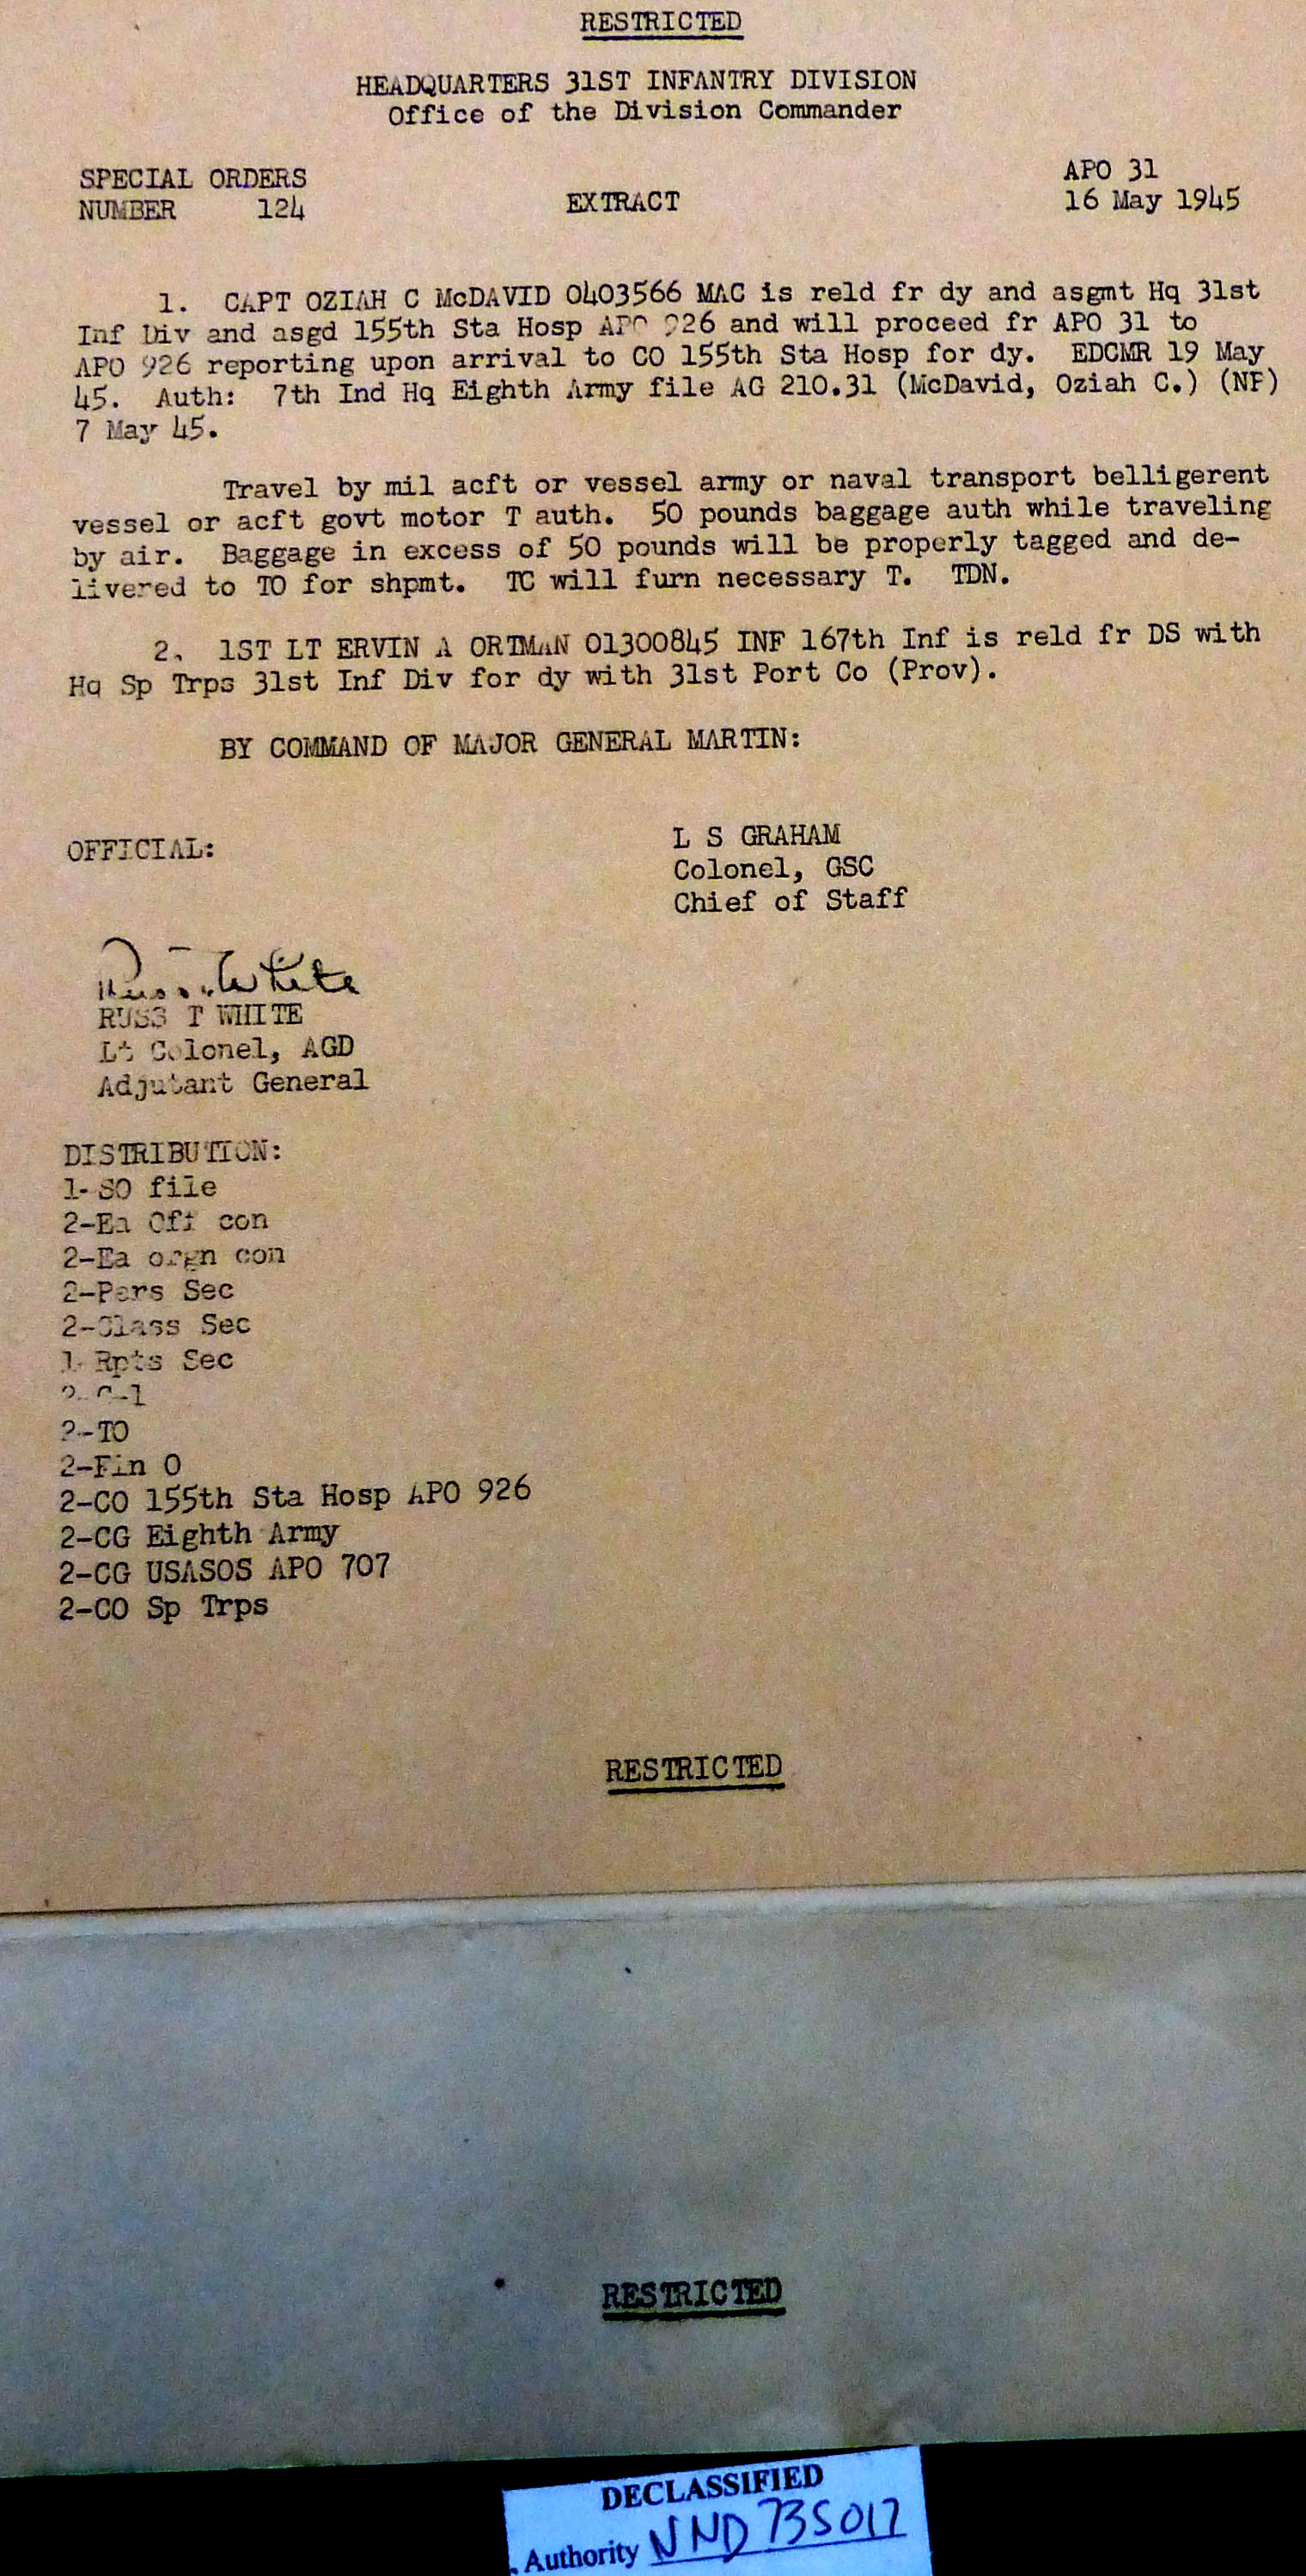 RESTRICTED
HEADQUARTERS 31ST INFANTRY DIVISION
Office of the Division Commander
SPECIAL ORDERS
NUMBER 124
EXTRACT
APO 31
16 May 1945
1. CAPT OZIAH C McDAVID 0403566 MAC is reld fr dy and asgmt Hq 31st
Inf Div and asgd 155th Sta Hosp APO 926 and will proceed fr APO 31 to
APO 926 reporting upon arrival to CO 155th Sta Hosp for dy. EDCMR 19 May
45. Auth: 7th Ind Hq Eighth Army file AG 210.31 (McDavid, Oziah C.) (NF)
7 May 45.
Travel by mil acft or vessel army or naval transport belligerent
vessel or acft govt motor T auth. 50 pounds baggage auth while traveling
by air. Baggage in excess of 50 pounds will be properly tagged and de-
livered to TO for shpmt. TC will furn necessary T. TDN.
2. 1ST LT ERVIN A ORTMAN 01300845 INF 167th Inf is reld fr DS with
Hq Sp Trps 31st Inf Div for dy with 31st Port Co (Prov).
BY COMMAND OF MAJOR GENERAL MARTIN:
OFFICIAL:
L S GRAHAM
Colonel, GSC
Chief of Staff
Russ T. White
RUSS T WHITE
Lt Colonel, AGD
Adjutant General
DISTRIBUTION:
1-SO file
2-Ea Off con
2-Ea orgn con
2-Pers Sec
2-Class Sec
1-Rpts Sec
2-TO
2-Fin O
2-CO 155th Sta Hosp APO 926
2-CG Eighth Army
2-CG USASOS APO 707
2-CO Sp Trps
RESTRICTED
RESTRICTED
DECLASSIFIED
Authority NND 735017